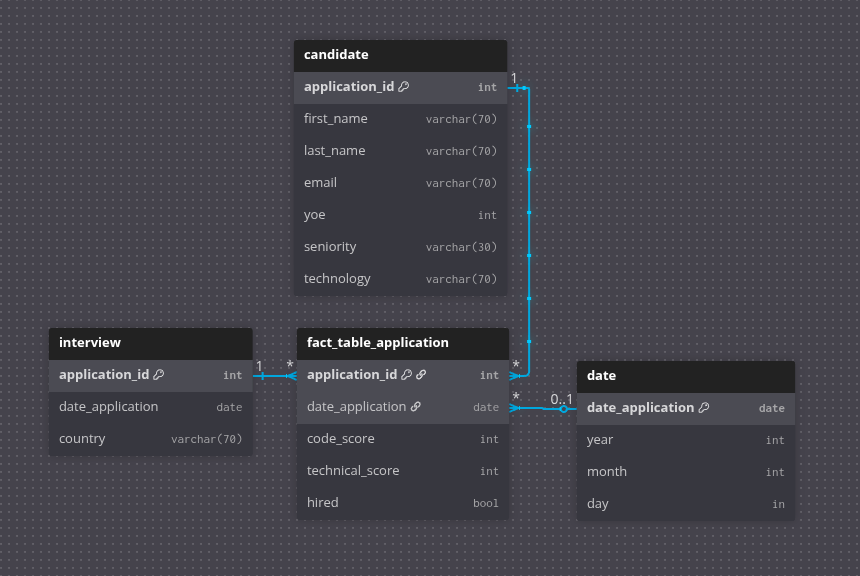 candidate
application_id int
first_name varchar(70)
last_name varchar(70)
email varchar(70)
yoe int
seniority varchar(30)
technology varchar(70)
1
interview
application_id int
date_application date
country varchar(70)
1
*
fact_table_application
application_id int
date_application date
code_score int
technical_score int
hired bool
*
*
0..1
date
date_application date
year int
month int
day in